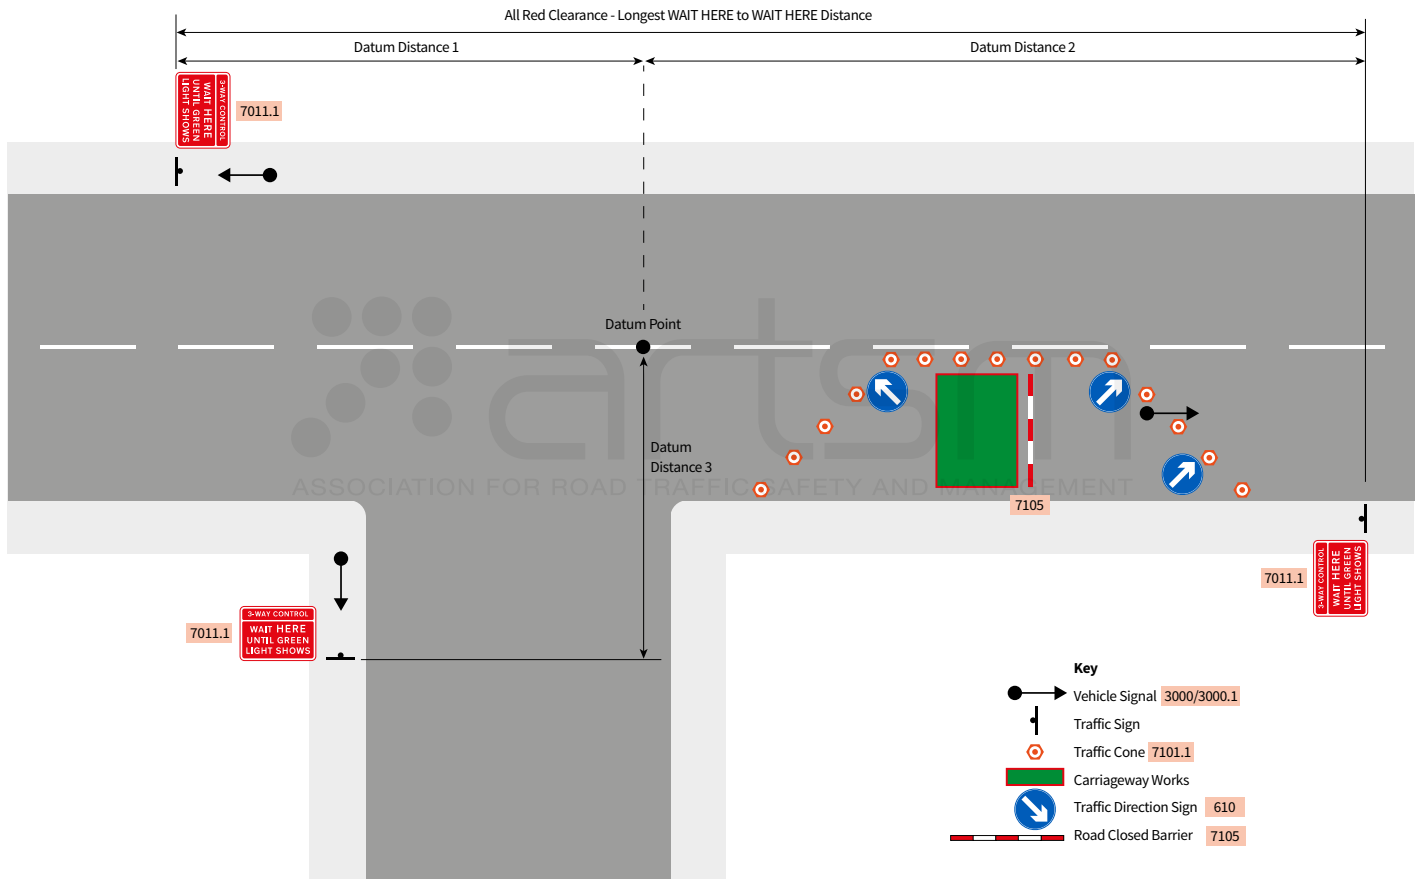 All Red Clearance - Longest WAIT HERE to WAIT HERE Distance
Datum Distance 1
Datum Distance 2
3-WAY CONTROL
WAIT HERE
UNTIL GREEN
LIGHT SHOWS
7011.1
Datum Point
artsm
Datum
Distance 3
ASSOCIATION FOR ROAD TRAFFIC SAFETY AND MANAGEMENT
7105
7011.1
3-WAY CONTROL
WAIT HERE
UNTIL GREEN
LIGHT SHOWS
7011.1
3-WAY CONTROL
WAIT HERE
UNTIL GREEN
LIGHT SHOWS
Key
Vehicle Signal 3000/3000.1
Traffic Sign
Traffic Cone 7101.1
Carriageway Works
Traffic Direction Sign 610
Road Closed Barrier 7105